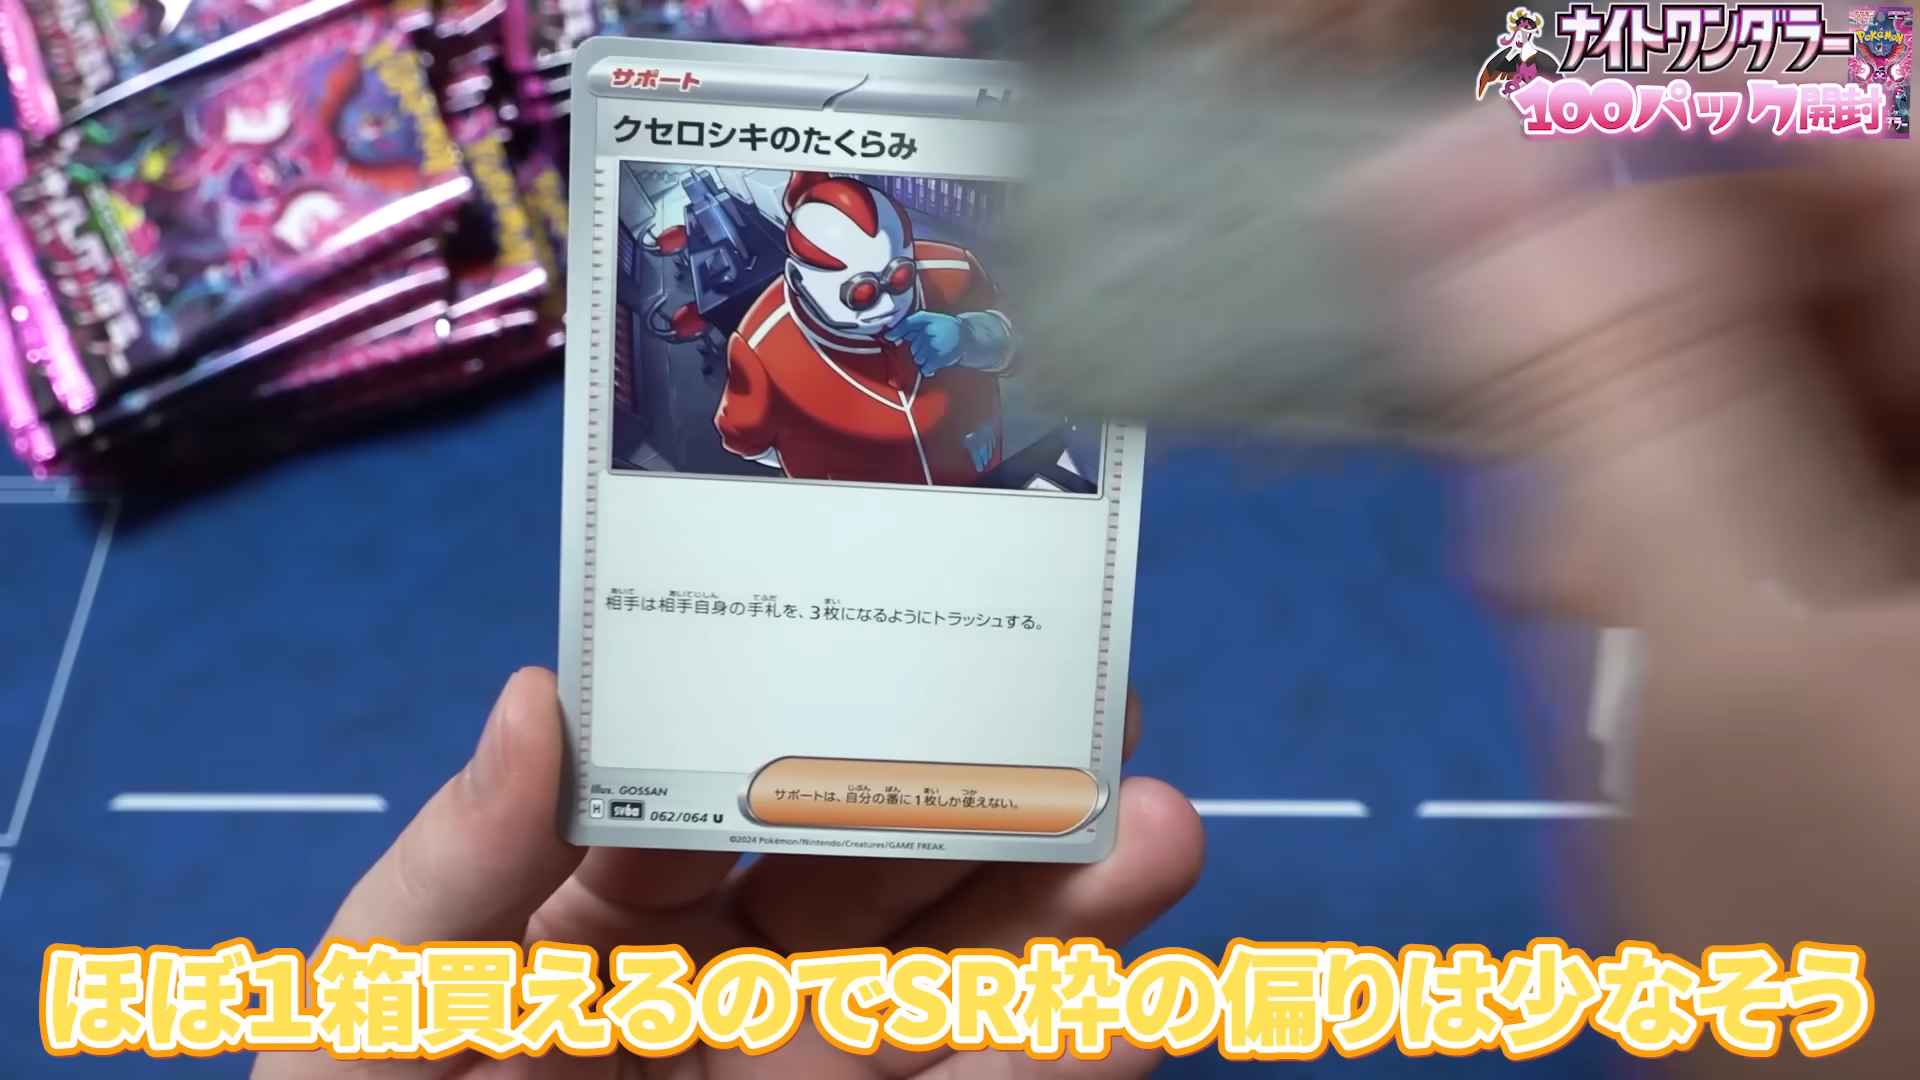 ナイトワンダラー
100パック開封
サポート
クセロシキのたくらみ
相手は相手自身の手札を、3枚になるようにトラッシュする。
サポートは、自分の番に1枚しか使えない。
illus. GOSSAN
H sv6a 062/064 U
©2024 Pokémon/Nintendo/Creatures/GAME FREAK.
ほぼ1箱買えるのでSR枠の偏りは少なそう